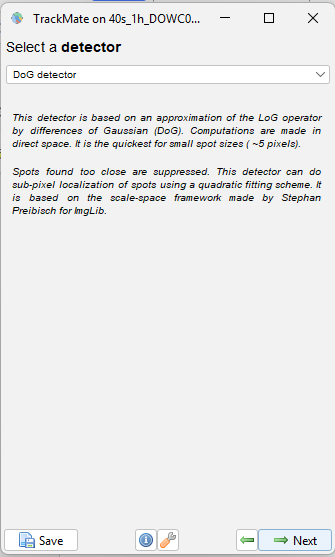 TrackMate on 40s_1h_DOWC0...
Select a detector
DoG detector
This detector is based on an approximation of the LoG operator
by differences of Gaussian (DoG). Computations are made in
direct space. It is the quickest for small spot sizes ( ~5 pixels).
Spots found too close are suppressed. This detector can do
sub-pixel localization of spots using a quadratic fitting scheme. It
is based on the scale-space framework made by Stephan
Preibisch for ImgLib.
Save
Next